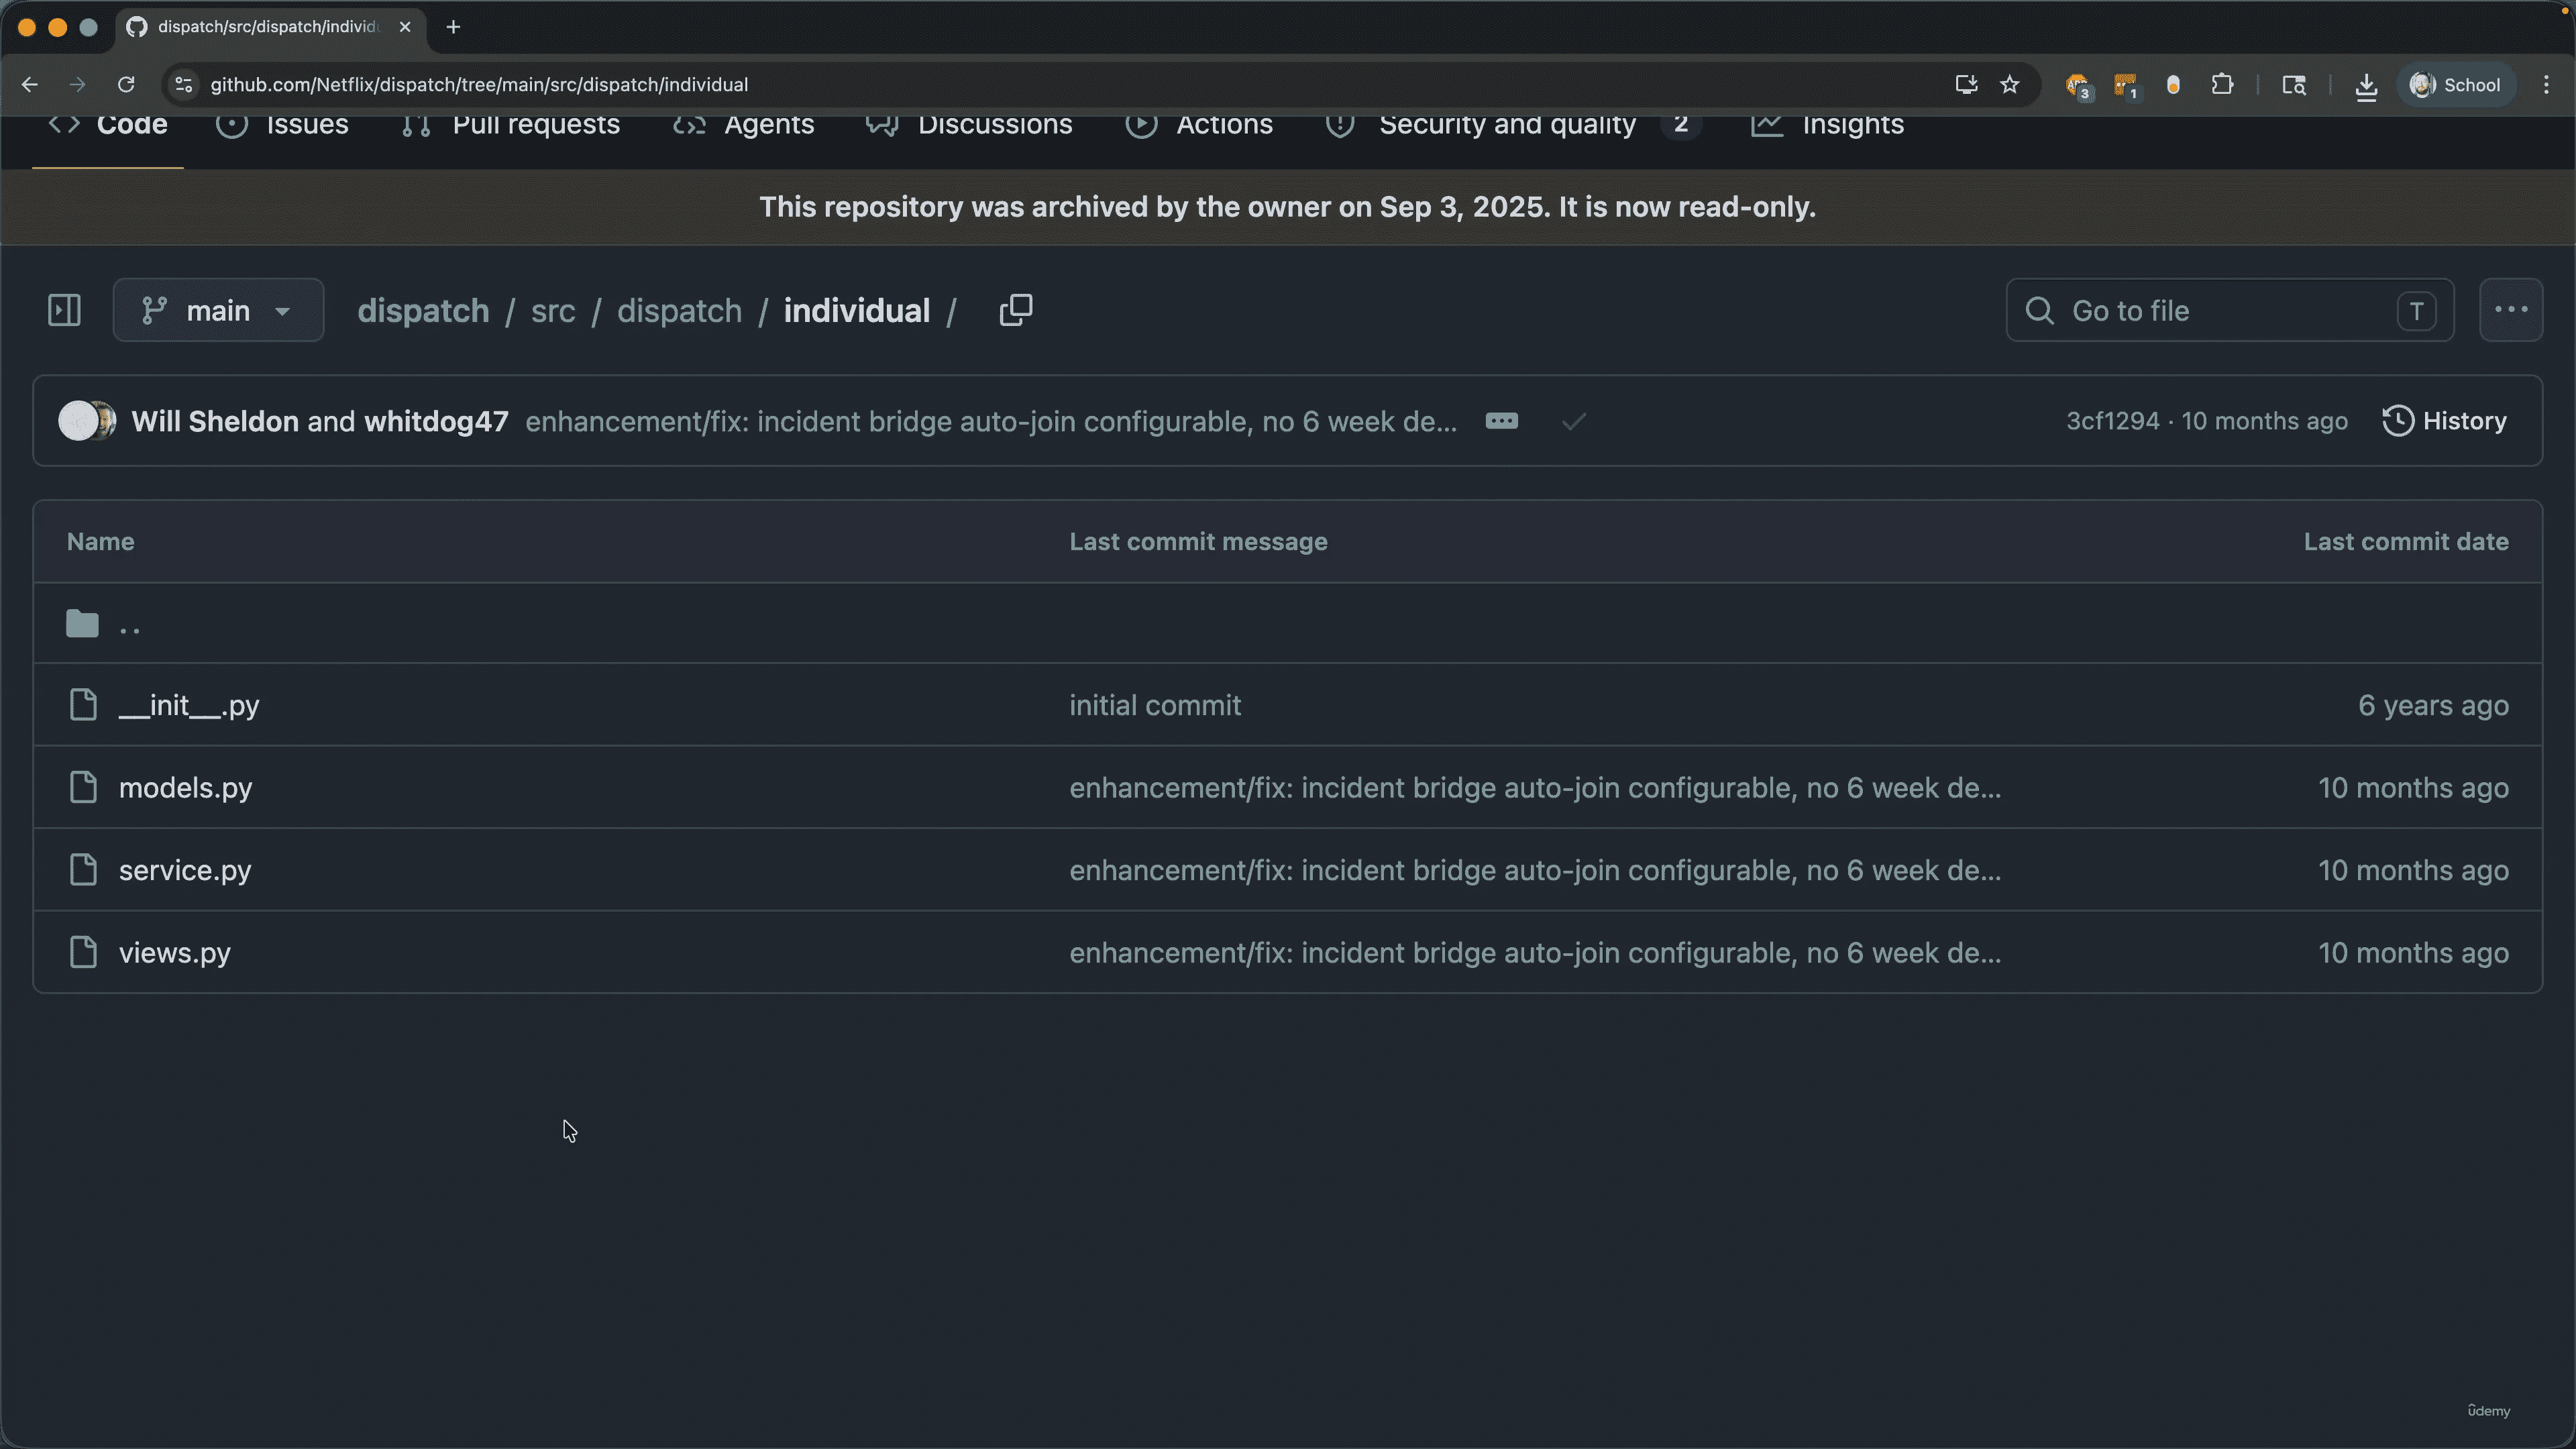 dispatch/src/dispatch/individu
github.com/Netflix/dispatch/tree/main/src/dispatch/individual
3
1
School
Code
Issues
Pull requests
Agents
Discussions
Actions
Security and quality 2
Insights
This repository was archived by the owner on Sep 3, 2025. It is now read-only.
main
dispatch / src / dispatch / individual /
Go to file
T
Will Sheldon and whitdog47 enhancement/fix: incident bridge auto-join configurable, no 6 week de...
3cf1294 · 10 months ago
History
Name Last commit message Last commit date
..
__init__.py initial commit 6 years ago
models.py enhancement/fix: incident bridge auto-join configurable, no 6 week de... 10 months ago
service.py enhancement/fix: incident bridge auto-join configurable, no 6 week de... 10 months ago
views.py enhancement/fix: incident bridge auto-join configurable, no 6 week de... 10 months ago
ûdemy